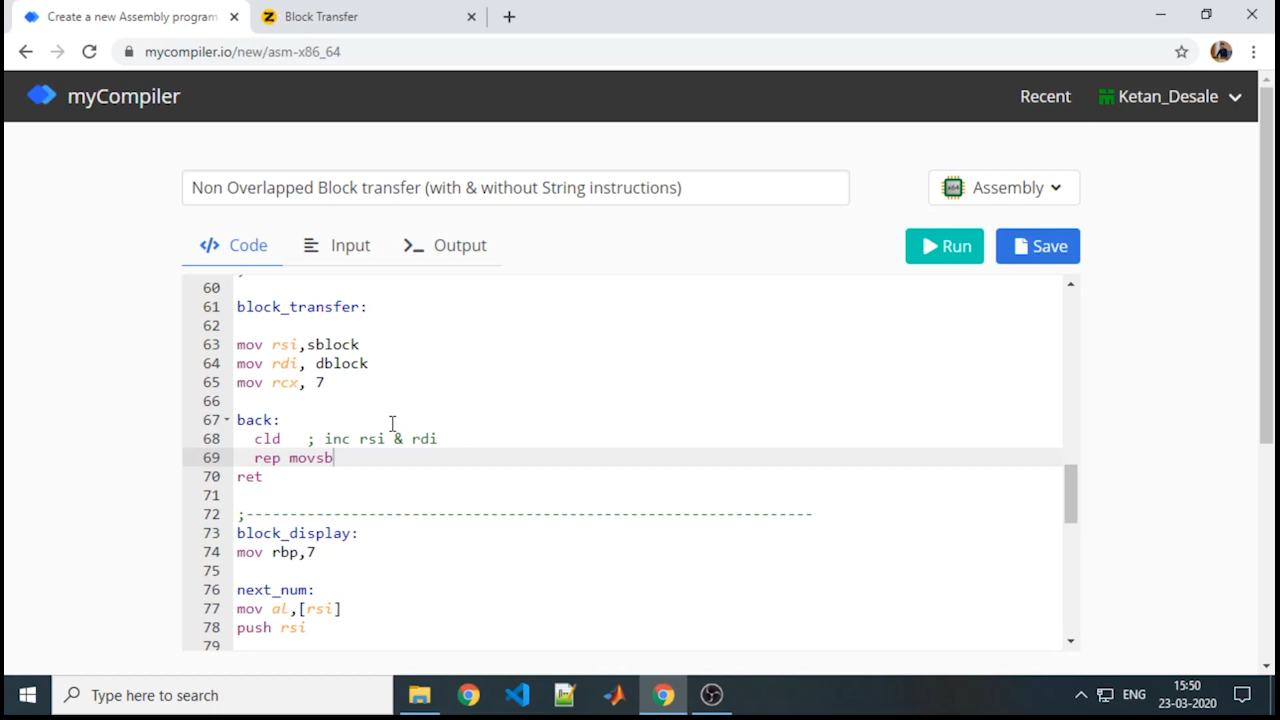 Create a new Assembly program
Block Transfer
mycompiler.io/new/asm-x86_64
myCompiler
Recent
Ketan_Desale
Non Overlapped Block transfer (with & without String instructions)
x64
Assembly
</> Code
Input
>_ Output
Run
Save
60
61 block_transfer:
62
63 mov rsi,sblock
64 mov rdi, dblock
65 mov rcx, 7
66
67 back:
68 cld ; inc rsi & rdi
69 rep movsb
70 ret
71
72 ;-----------------------------------------------------------------
73 block_display:
74 mov rbp,7
75
76 next_num:
77 mov al,[rsi]
78 push rsi
79
Type here to search
ENG
15:50
23-03-2020